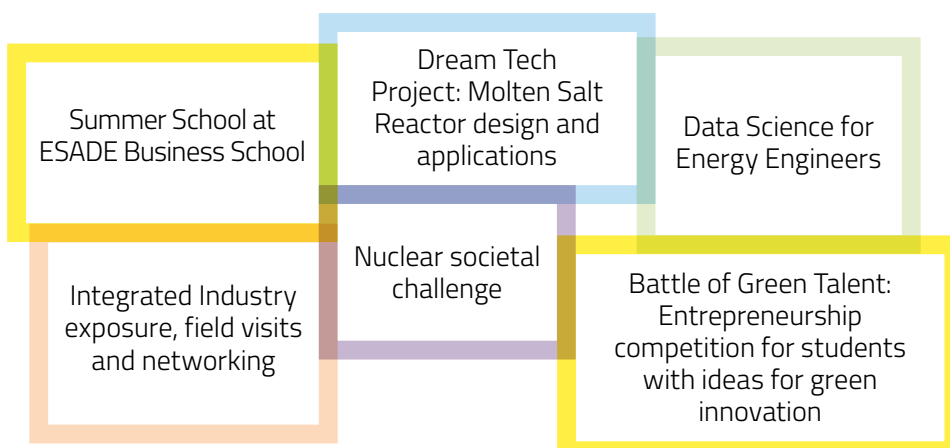 Summer School at
ESADE Business School
Dream Tech
Project: Molten Salt
Reactor design and
applications
Data Science for
Energy Engineers
Integrated Industry
exposure, field visits
and networking
Nuclear societal
challenge
Battle of Green Talent:
Entrepreneurship
competition for students
with ideas for green
innovation